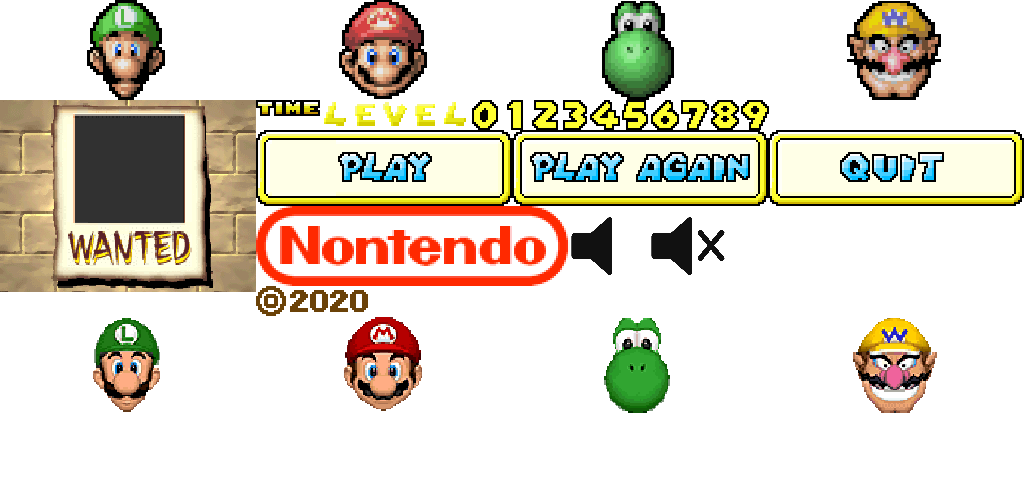 L
M
W
TIME LEVEL 0123456789
PLAY
PLAY AGAIN
QUIT
WANTED
Nontendo
©2020
L
M
W